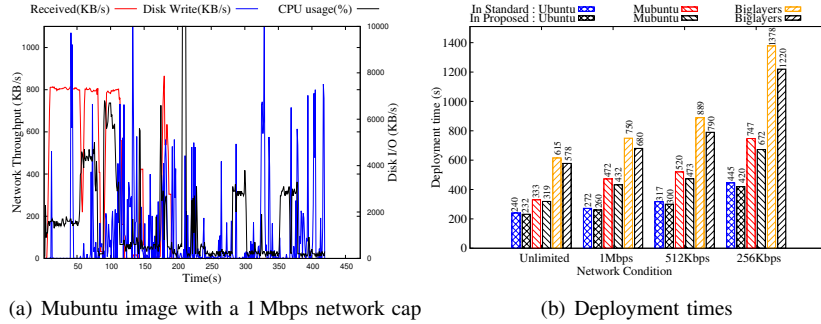 Received(KB/s) Disk Write(KB/s) CPU usage(%)
1000
800
600
400
200
0
Network Throughput (KB/s)
10000
8000
6000
4000
2000
0
Disk I/O (KB/s)
0 50 100 150 200 250 300 350 400 450
Time(s)
(a) Mubuntu image with a 1 Mbps network cap
In Standard : Ubuntu Mubuntu Biglayers
In Proposed : Ubuntu Mubuntu Biglayers
1400
1200
1000
800
600
400
200
Deployment time (s)
240 232 333 319 615 578
272 260 472 432 750 680
317 300 520 473 889 790
445 420 747 672 1378 1220
Unlimited 1Mbps 512Kbps 256Kbps
Network Condition
(b) Deployment times